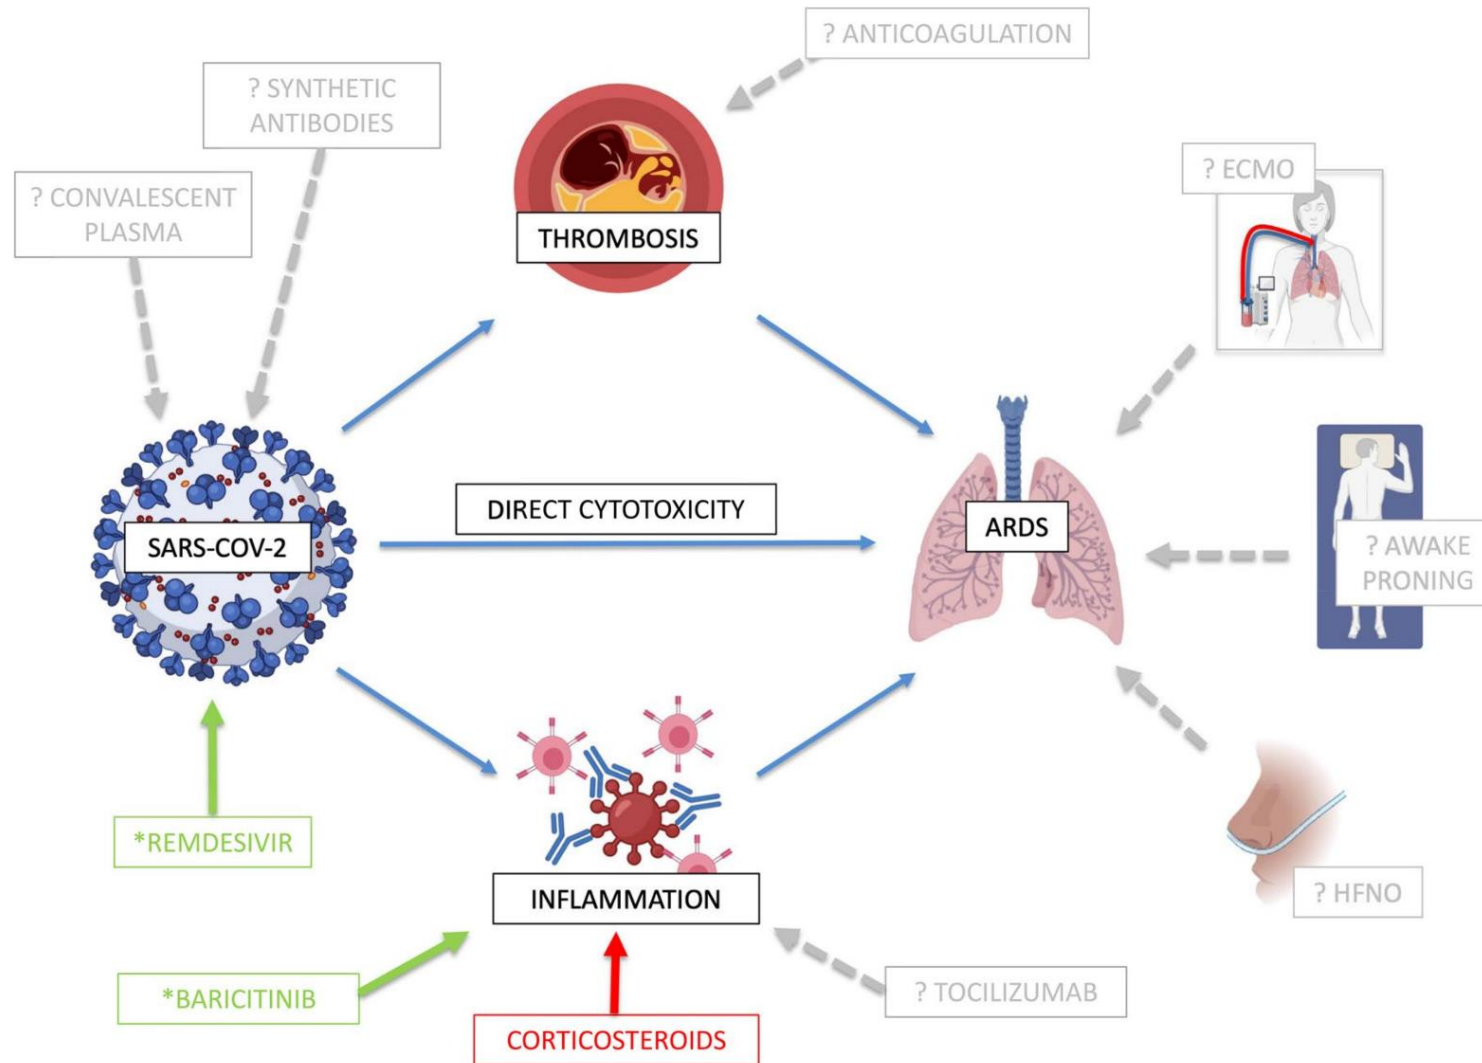 ? ANTICOAGULATION
? SYNTHETIC
ANTIBODIES
? ECMO
? CONVALESCENT
PLASMA
THROMBOSIS
DIRECT CYTOTOXICITY
SARS-COV-2
ARDS
? AWAKE
PRONING
*REMDESIVIR
INFLAMMATION
? HFNO
*BARICITINIB
? TOCILIZUMAB
CORTICOSTEROIDS